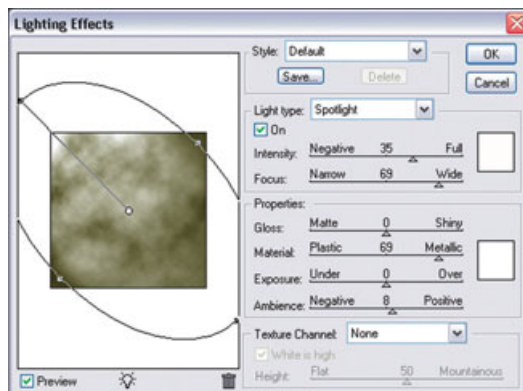 Lighting Effects
Style: Default
OK
Save... Delete
Cancel
Light type: Spotlight
On
Intensity: Negative 35 Full
Focus: Narrow 69 Wide
Properties:
Gloss: Matte 0 Shiny
Material: Plastic 69 Metallic
Exposure: Under 0 Over
Ambience: Negative 8 Positive
Texture Channel: None
White is high
Height: Flat 50 Mountainous
Preview